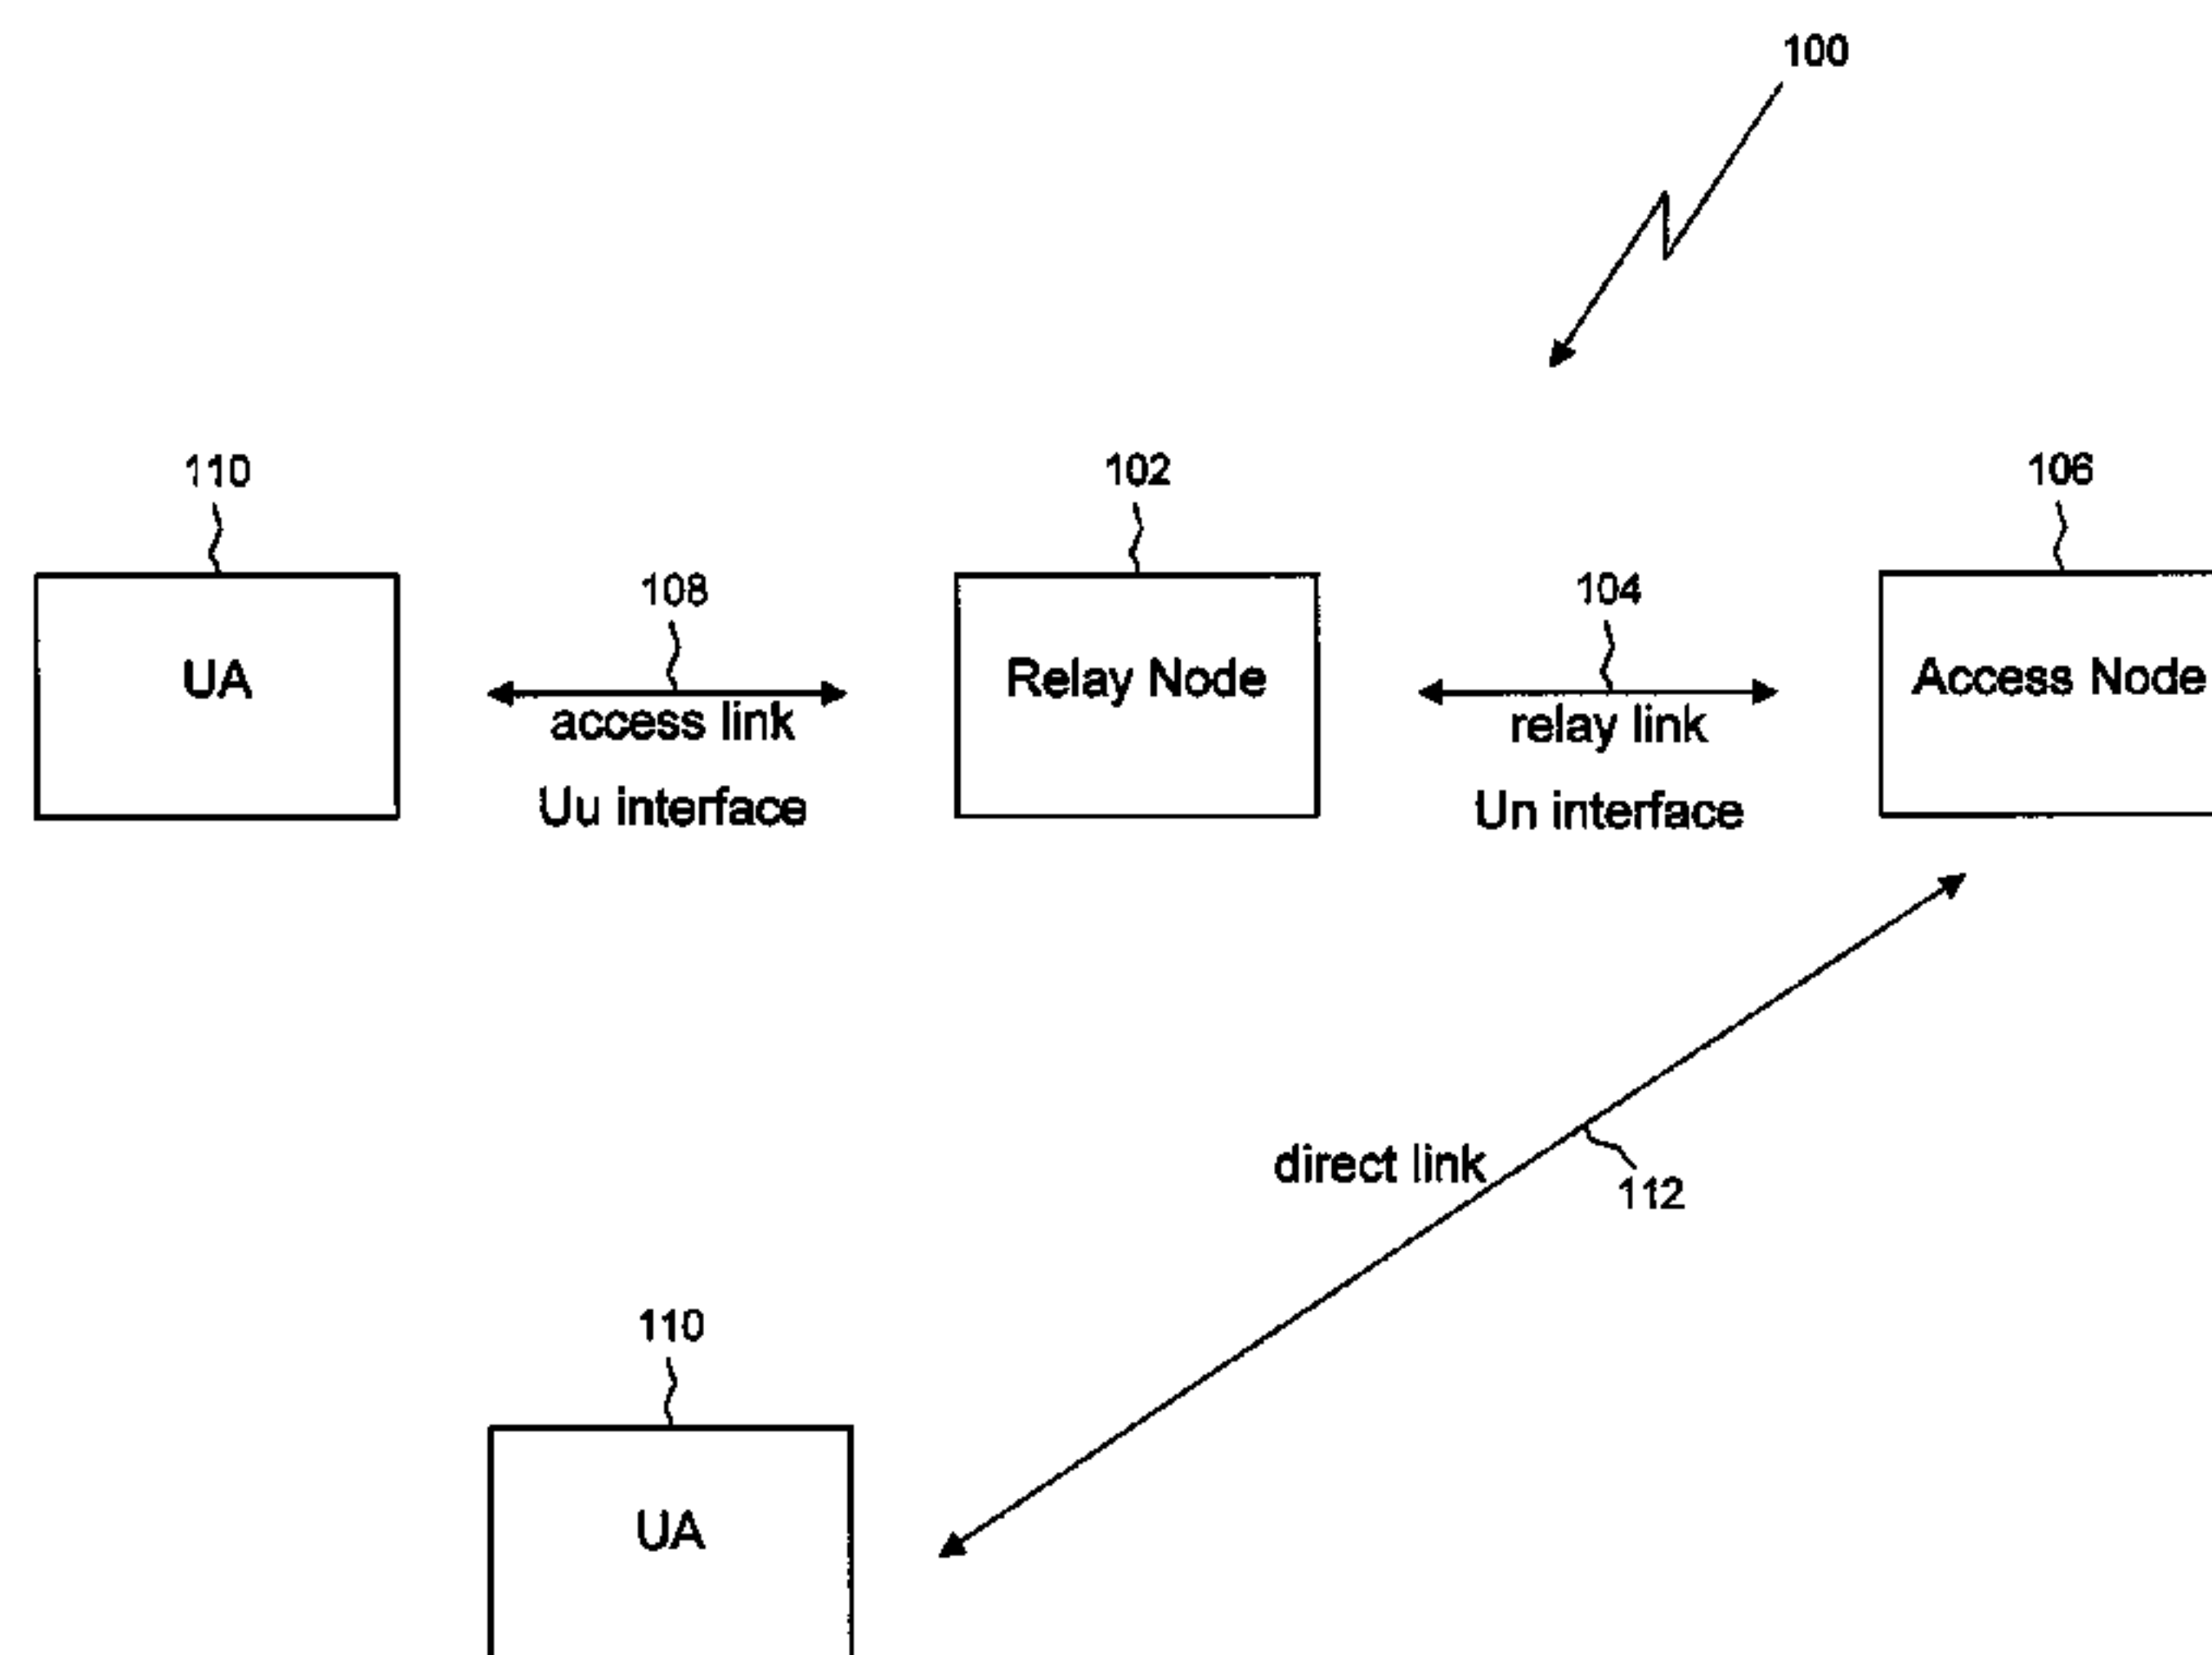 100
110
102
106
108
104
UA
Relay Node
Access Node
access link
relay link
Uu interface
Un interface
direct link
112
110
UA